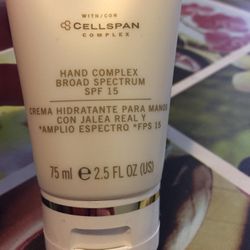 WITH/CON
CELLSPAN
COMPLEX
HAND COMPLEX
BROAD SPECTRUM
SPF 15
CREMA HIDRATANTE PARA MANOS
CON JALEA REAL Y
*AMPLIO ESPECTRO *FPS 15
75 ml ℮ 2.5 FL OZ (US)